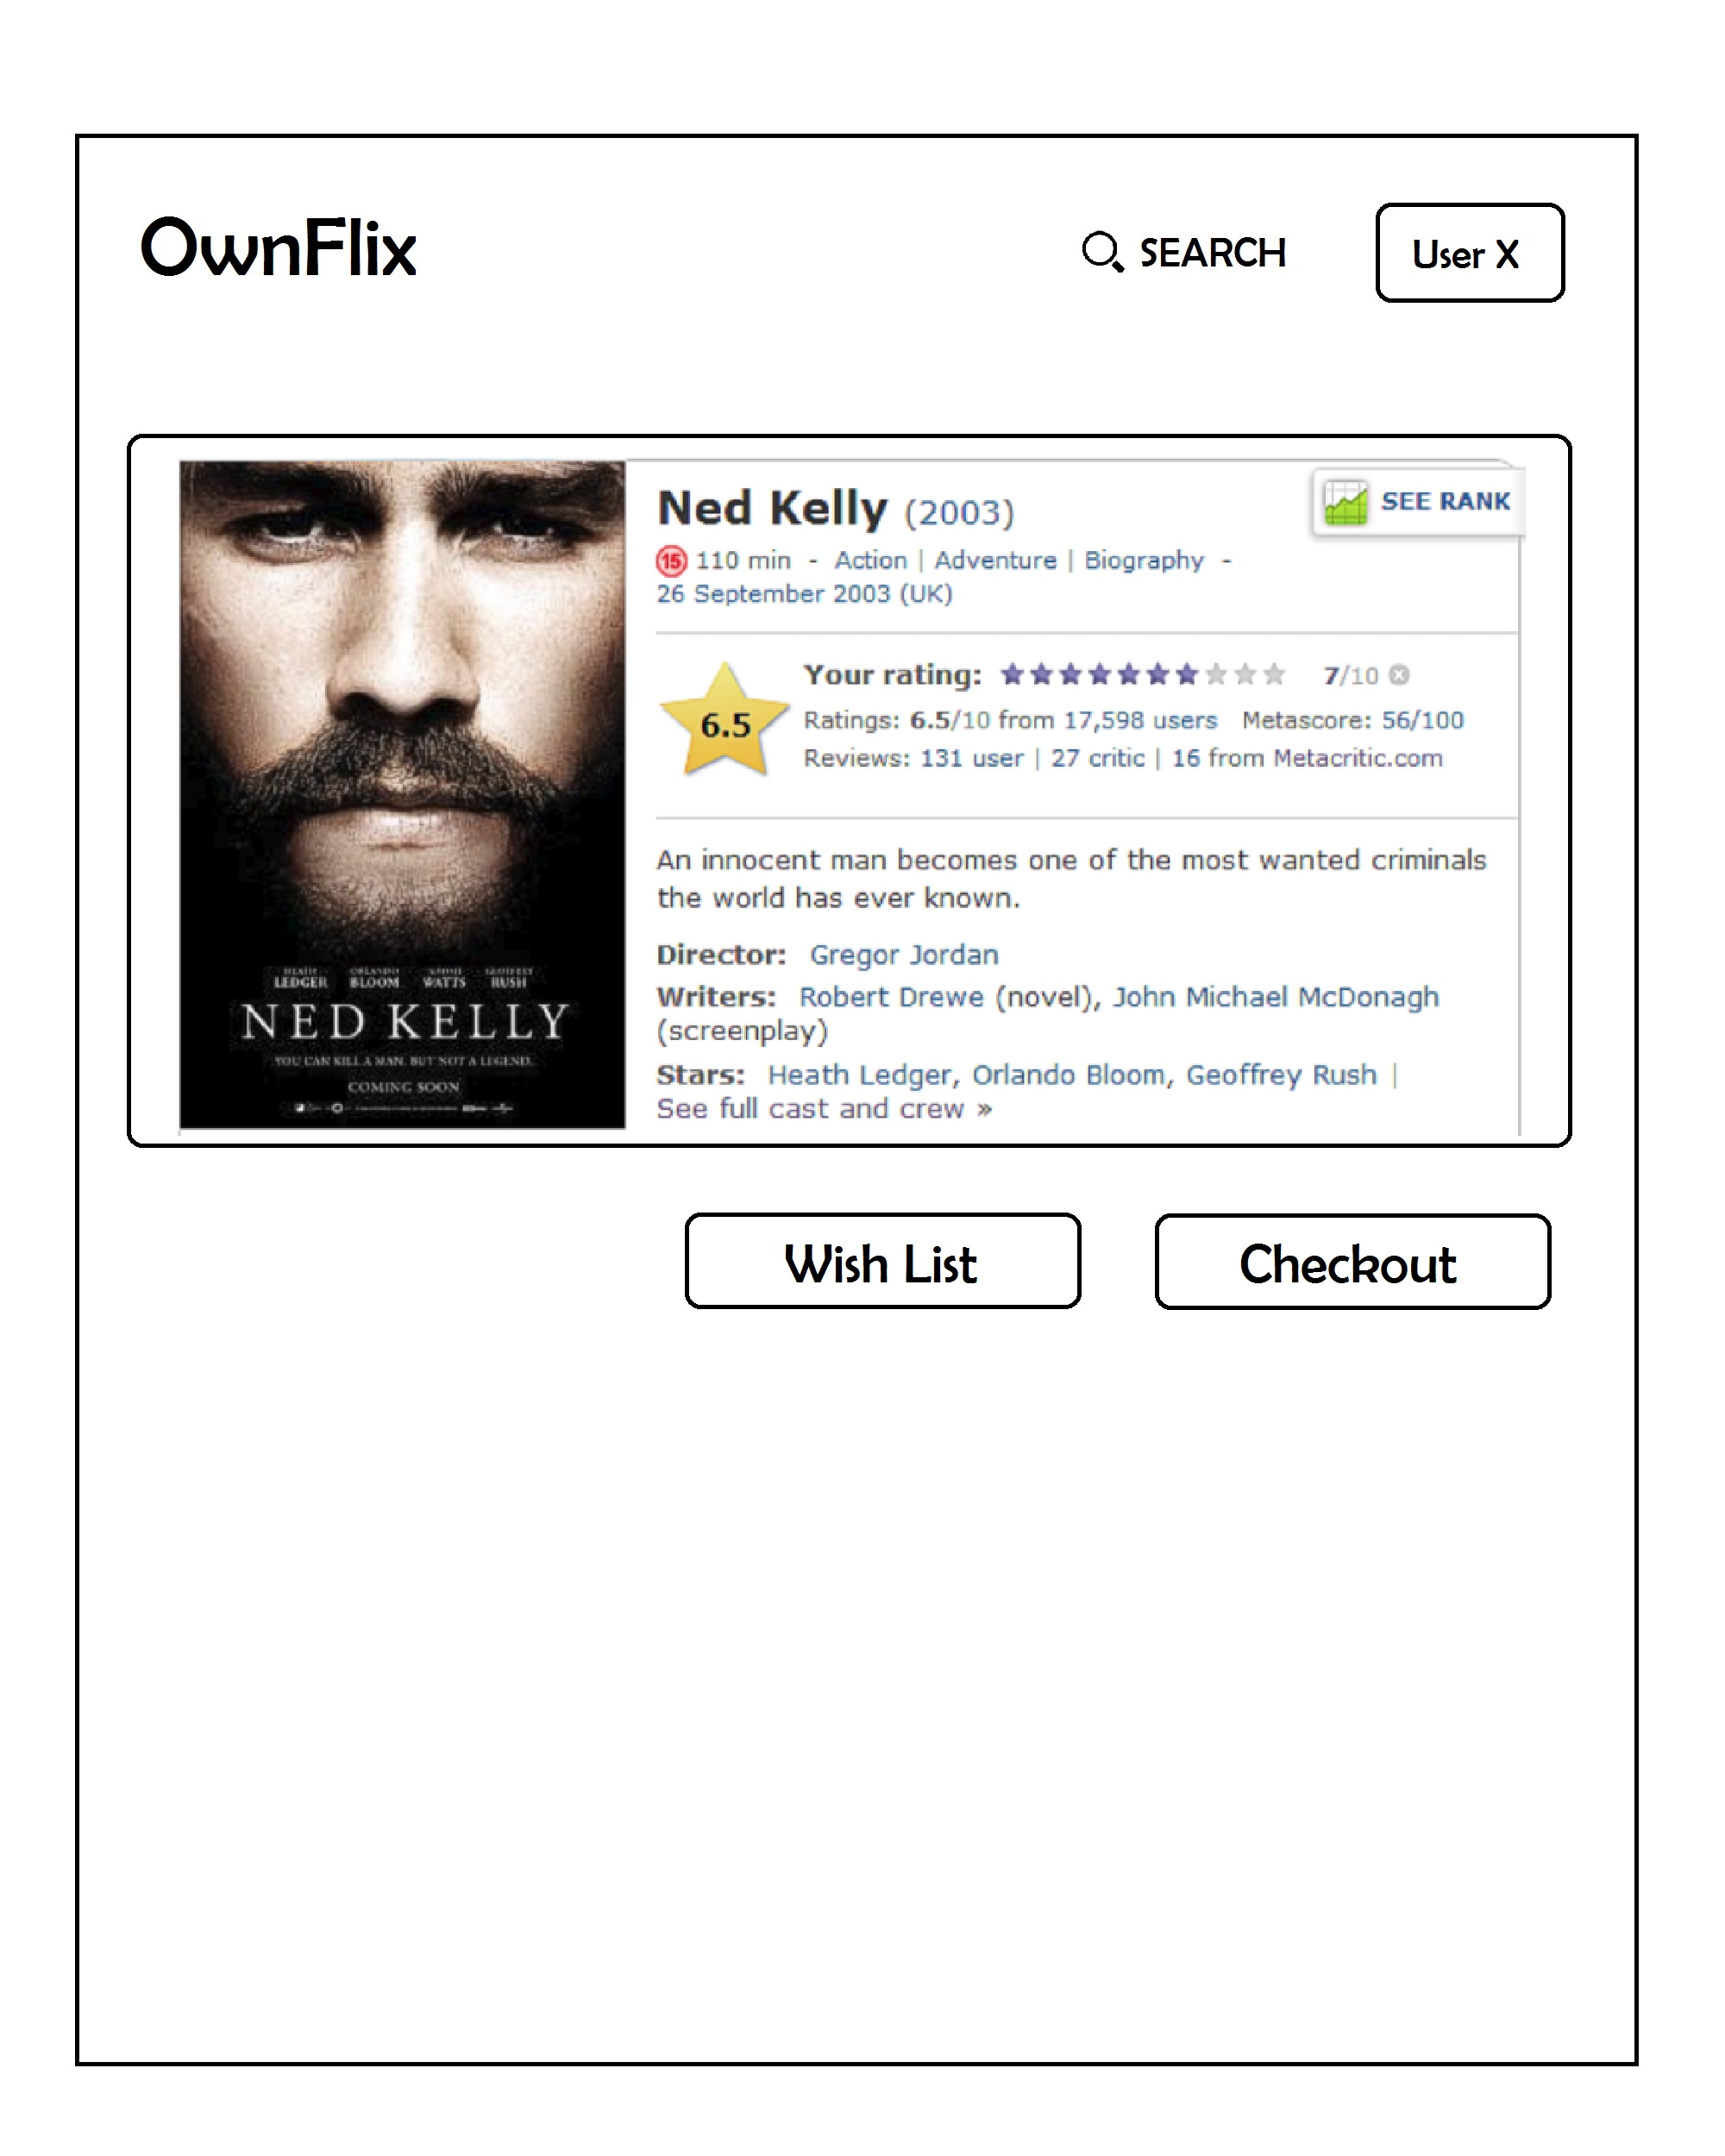 OwnFlix
SEARCH
User X
Ned Kelly (2003)
SEE RANK
15 110 min - Action | Adventure | Biography -
26 September 2003 (UK)
6.5
Your rating: 7/10
Ratings: 6.5/10 from 17,598 users Metascore: 56/100
Reviews: 131 user | 27 critic | 16 from Metacritic.com
An innocent man becomes one of the most wanted criminals
the world has ever known.
Director: Gregor Jordan
Writers: Robert Drewe (novel), John Michael McDonagh
(screenplay)
Stars: Heath Ledger, Orlando Bloom, Geoffrey Rush |
See full cast and crew »
HEATH ORLANDO NAOMI GEOFFREY
LEDGER BLOOM WATTS RUSH
NED KELLY
YOU CAN KILL A MAN. BUT NOT A LEGEND.
COMING SOON
Wish List
Checkout